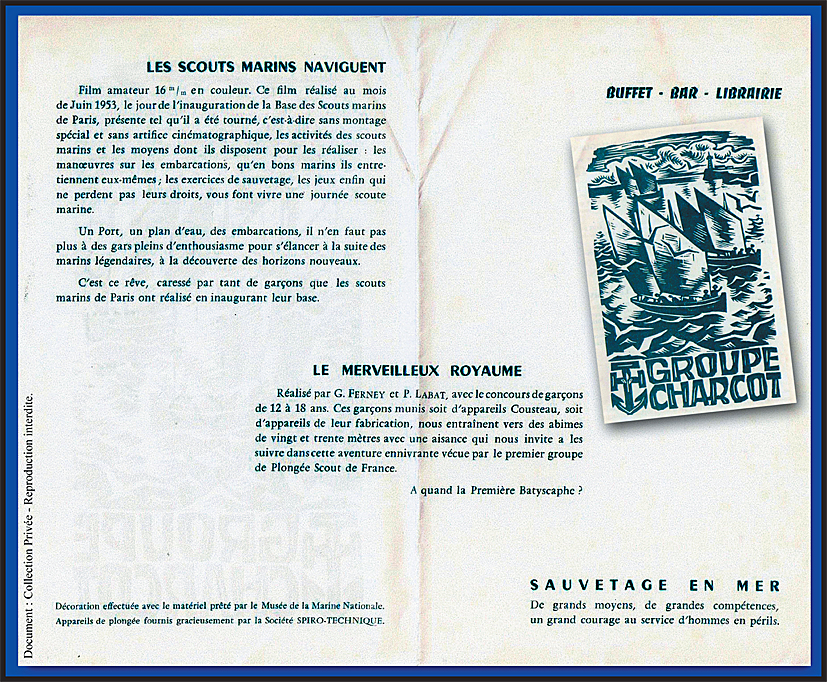 LES SCOUTS MARINS NAVIGUENT
Film amateur 16 m/m en couleur. Ce film réalisé au mois
de Juin 1953, le jour de l'inauguration de la Base des Scouts marins
de Paris, présente tel qu'il a été tourné, c'est-à-dire sans montage
spécial et sans artifice cinématographique, les activités des scouts
marins et les moyens dont ils disposent pour les réaliser : les
manœuvres sur les embarcations, qu'en bons marins ils entre-
tiennent eux-mêmes ; les exercices de sauvetage, les jeux enfin qui
ne perdent pas leurs droits, vous font vivre une journée scoute
marine.
Un Port, un plan d'eau, des embarcations, il n'en faut pas
plus à des gars pleins d'enthousiasme pour s'élancer à la suite des
marins légendaires, à la découverte des horizons nouveaux.
C'est ce rêve, caressé par tant de garçons que les scouts
marins de Paris ont réalisé en inaugurant leur base.
BUFFET - BAR - LIBRAIRIE
GROUPE
CHARCOT
LE MERVEILLEUX ROYAUME
Réalisé par G. FERNEY et P. LABAT, avec le concours de garçons
de 12 à 18 ans. Ces garçons munis soit d'appareils Cousteau, soit
d'appareils de leur fabrication, nous entraînent vers des abimes
de vingt et trente mètres avec une aisance qui nous invite a les
suivre dans cette aventure ennivrante vécue par le premier groupe
de Plongée Scout de France.
A quand la Première Batyscaphe ?
SAUVETAGE EN MER
De grands moyens, de grandes compétences,
un grand courage au service d'hommes en périls.
Décoration effectuée avec le matériel prêté par le Musée de la Marine Nationale.
Appareils de plongée fournis gracieusement par la Société SPIRO-TECHNIQUE.
Document : Collection Privée - Reproduction interdite.